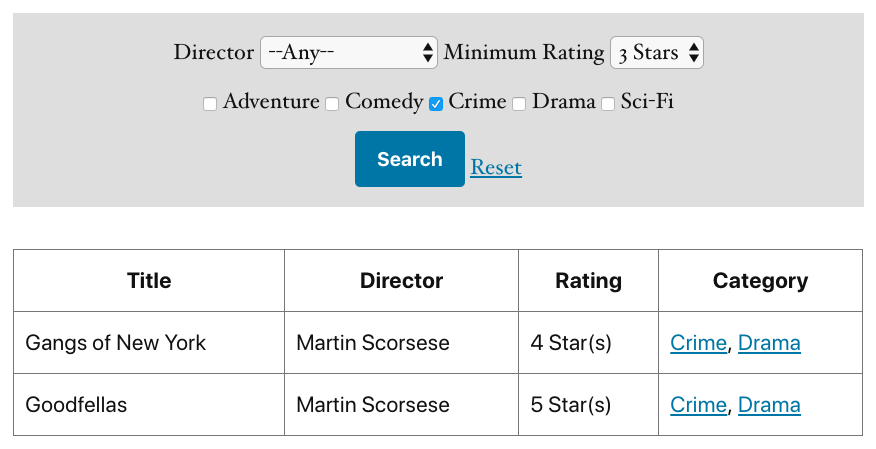 Director --Any-- Minimum Rating 3 Stars
Adventure Comedy Crime Drama Sci-Fi
Search Reset
Title Director Rating Category
Gangs of New York Martin Scorsese 4 Star(s) Crime, Drama
Goodfellas Martin Scorsese 5 Star(s) Crime, Drama